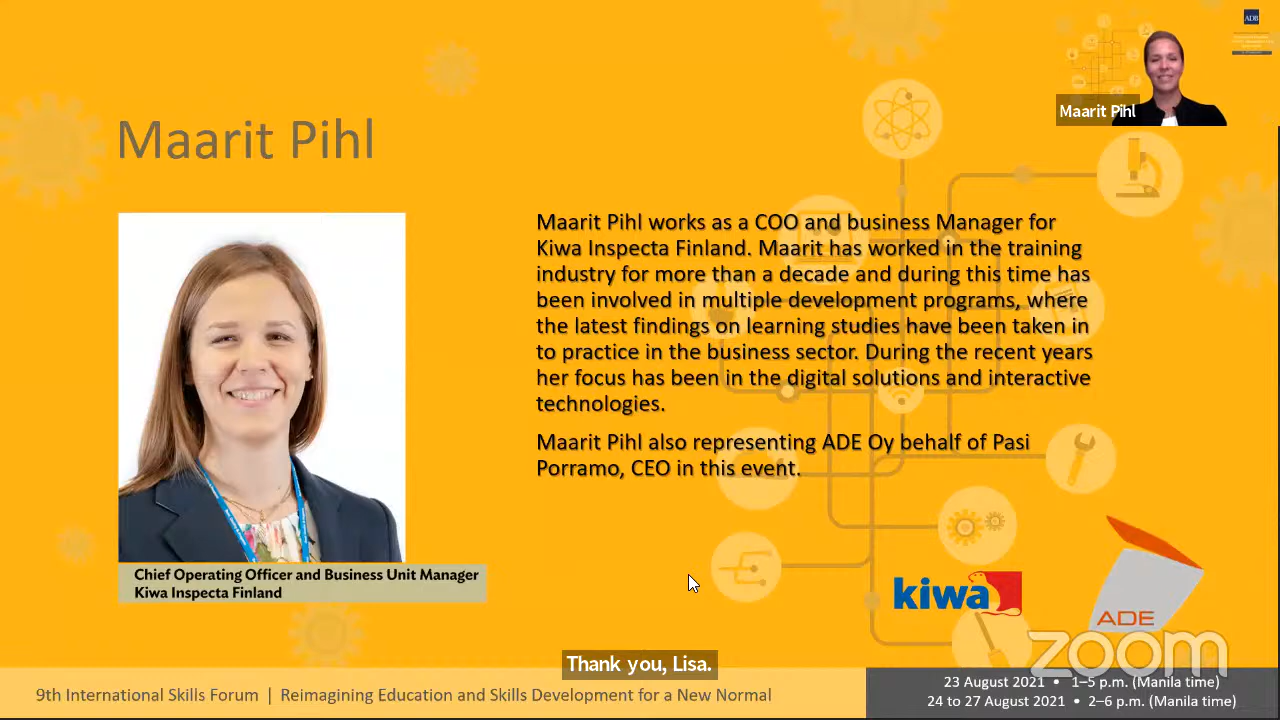 ADB
Maarit Pihl
Maarit Pihl
Maarit Pihl works as a COO and business Manager for
Kiwa Inspecta Finland. Maarit has worked in the training
industry for more than a decade and during this time has
been involved in multiple development programs, where
the latest findings on learning studies have been taken in
to practice in the business sector. During the recent years
her focus has been in the digital solutions and interactive
technologies.
Maarit Pihl also representing ADE Oy behalf of Pasi
Porramo, CEO in this event.
Chief Operating Officer and Business Unit Manager
Kiwa Inspecta Finland
kiwa
ADE
zoom
Thank you, Lisa.
9th International Skills Forum | Reimagining Education and Skills Development for a New Normal
23 August 2021 • 1–5 p.m. (Manila time)
24 to 27 August 2021 • 2–6 p.m. (Manila time)